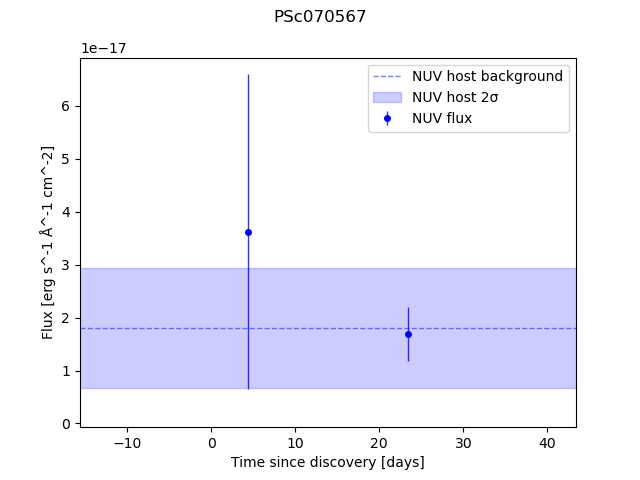 PSc070567
1e−17
NUV host background
NUV host 2σ
NUV flux
6
5
4
3
2
1
0
Flux [erg s^-1 Å^-1 cm^-2]
−10 0 10 20 30 40
Time since discovery [days]